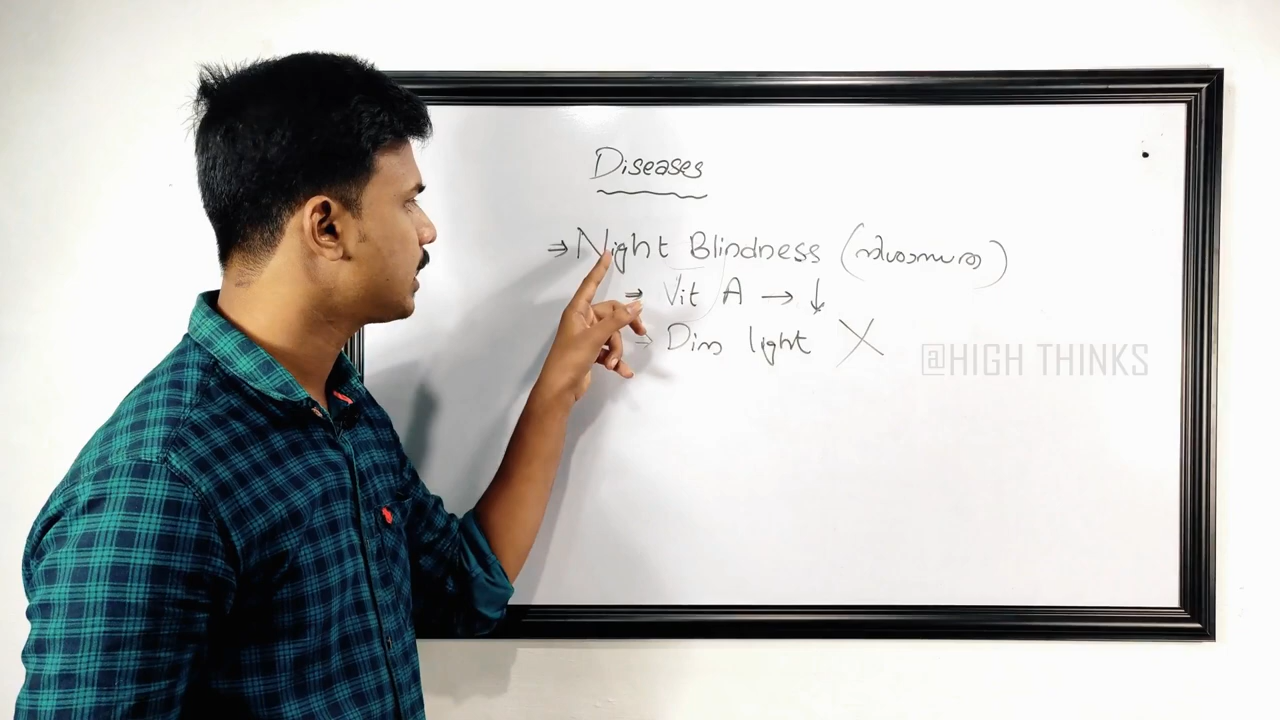 Diseases
⇒ Night Blindness (നിശാന്ധത)
⇒ Vit A → ↓
→ Dim light X
@HIGH THINKS